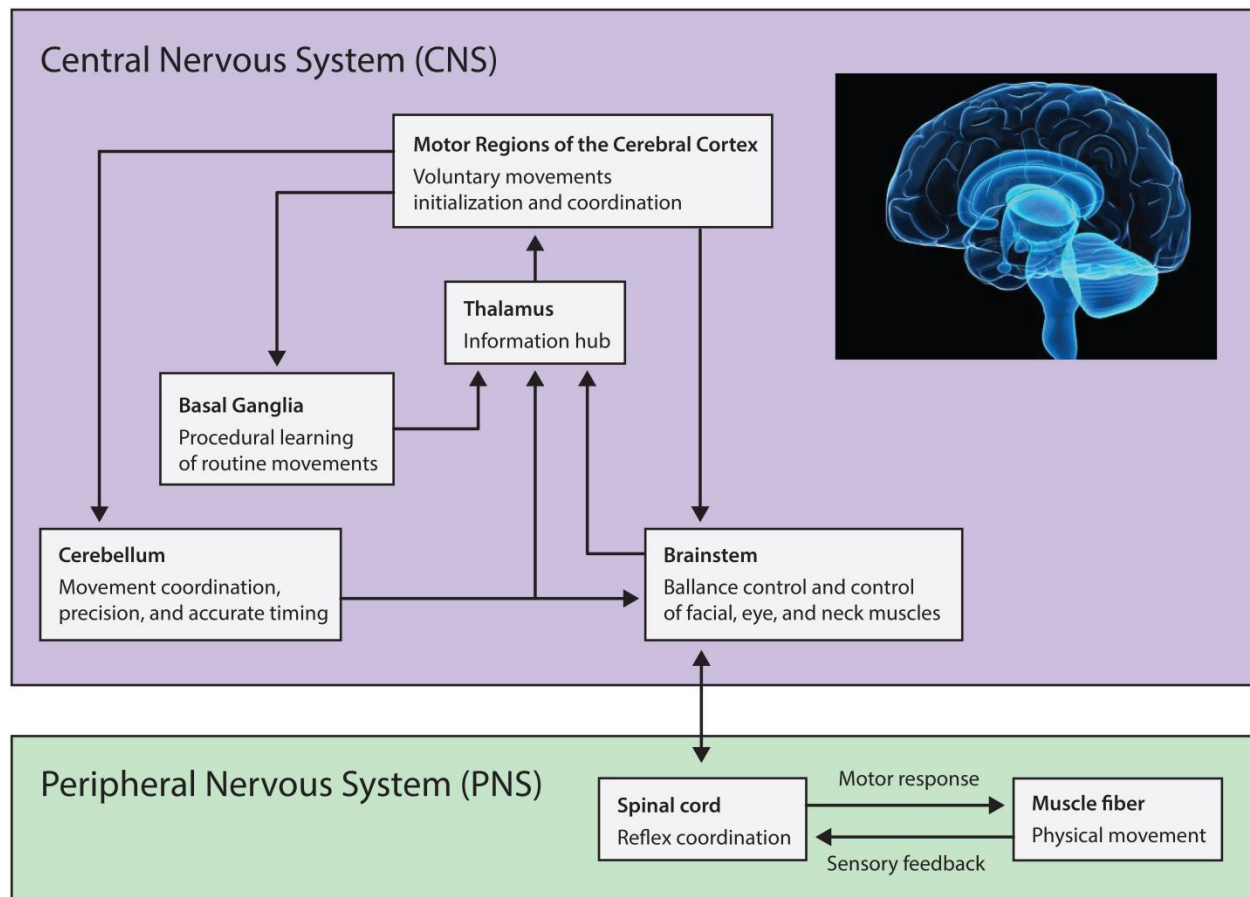 Central Nervous System (CNS)
Motor Regions of the Cerebral Cortex
Voluntary movements
initialization and coordination
Thalamus
Information hub
Basal Ganglia
Procedural learning
of routine movements
Cerebellum
Movement coordination,
precision, and accurate timing
Brainstem
Ballance control and control
of facial, eye, and neck muscles
Peripheral Nervous System (PNS)
Spinal cord
Reflex coordination
Motor response
Sensory feedback
Muscle fiber
Physical movement